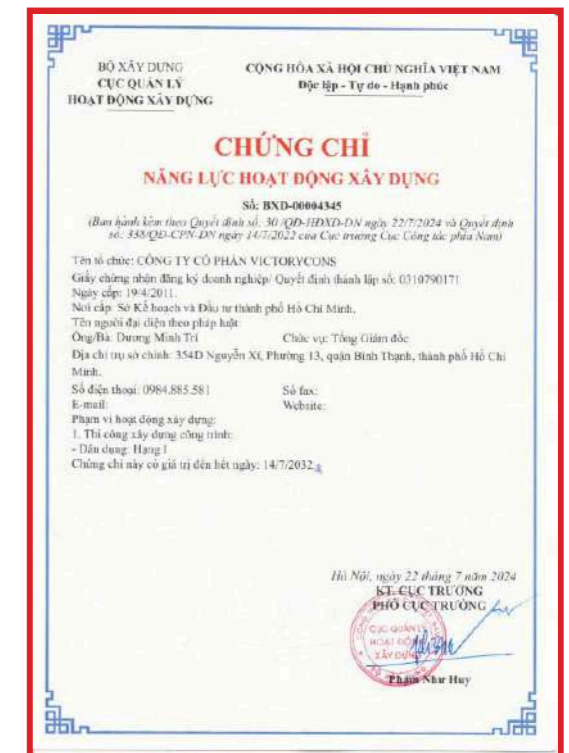 BỘ XÂY DỰNG
CỤC QUẢN LÝ
HOẠT ĐỘNG XÂY DỰNG
CỘNG HÒA XÃ HỘI CHỦ NGHĨA VIỆT NAM
Độc lập - Tự do - Hạnh phúc
CHỨNG CHỈ
NĂNG LỰC HOẠT ĐỘNG XÂY DỰNG
Số: BXD-00004345
(Ban hành kèm theo Quyết định số: 30 /QĐ-HĐXD-DN ngày 22/7/2024 và Quyết định
số: 338/QĐ-CPN-DN ngày 14/7/2022 của Cục trưởng Cục Công tác phía Nam)
Tên tổ chức: CÔNG TY CỔ PHẦN VICTORYCONS
Giấy chứng nhận đăng ký doanh nghiệp/ Quyết định thành lập số: 0310790171
Ngày cấp: 19/4/2011.
Nơi cấp: Sở Kế hoạch và Đầu tư thành phố Hồ Chí Minh.
Tên người đại diện theo pháp luật:
Ông/Bà: Dương Minh Trí Chức vụ: Tổng Giám đốc
Địa chỉ trụ sở chính: 354D Nguyễn Xí, Phường 13, quận Bình Thạnh, thành phố Hồ Chí
Minh.
Số điện thoại: 0984.885.581 Số fax:
E-mail: Website:
Phạm vi hoạt động xây dựng:
1. Thi công xây dựng công trình:
- Dân dụng: Hạng I
Chứng chỉ này có giá trị đến hết ngày: 14/7/2032
Hà Nội, ngày 22 tháng 7 năm 2024
KT. CỤC TRƯỞNG
PHÓ CỤC TRƯỞNG
CỤC QUẢN LÝ
HOẠT ĐỘNG
XÂY DỰNG
Phạm Như Huy